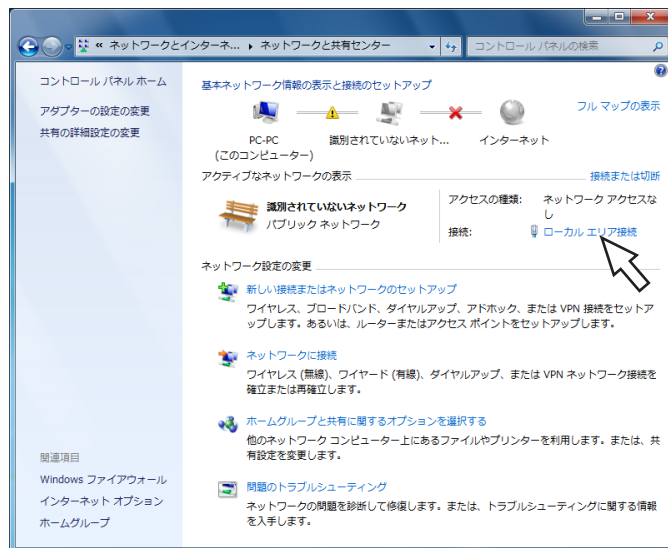 « ネットワークとインターネ... ▸ ネットワークと共有センター
コントロール パネルの検索
コントロール パネル ホーム
アダプターの設定の変更
共有の詳細設定の変更
基本ネットワーク情報の表示と接続のセットアップ
フル マップの表示
PC-PC
(このコンピューター)
識別されていないネット...
インターネット
アクティブなネットワークの表示
接続または切断
識別されていないネットワーク
パブリック ネットワーク
アクセスの種類: ネットワーク アクセスな
し
接続: ローカル エリア接続
ネットワーク設定の変更
新しい接続またはネットワークのセットアップ
ワイヤレス、ブロードバンド、ダイヤルアップ、アドホック、または VPN 接続をセットア
ップします。あるいは、ルーターまたはアクセス ポイントをセットアップします。
ネットワークに接続
ワイヤレス (無線)、ワイヤード (有線)、ダイヤルアップ、または VPN ネットワーク接続を
確立または再確立します。
ホームグループと共有に関するオプションを選択する
他のネットワーク コンピューター上にあるファイルやプリンターを利用します。または、共
有設定を変更します。
問題のトラブルシューティング
ネットワークの問題を診断して修復します。または、トラブルシューティングに関する情報
を入手します。
関連項目
Windows ファイアウォール
インターネット オプション
ホームグループ